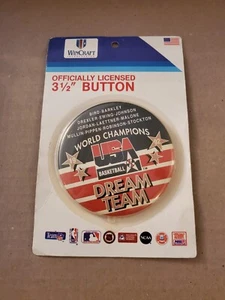 WINCRAFT
OFFICIALLY LICENSED
3½" BUTTON
BIRD-BARKLEY
DREXLER-EWING-JOHNSON
JORDAN-LAETTNER-MALONE
MULLIN-PIPPEN-ROBINSON-STOCKTON
WORLD CHAMPIONS
USA
BASKETBALL
DREAM
TEAM
NCAA